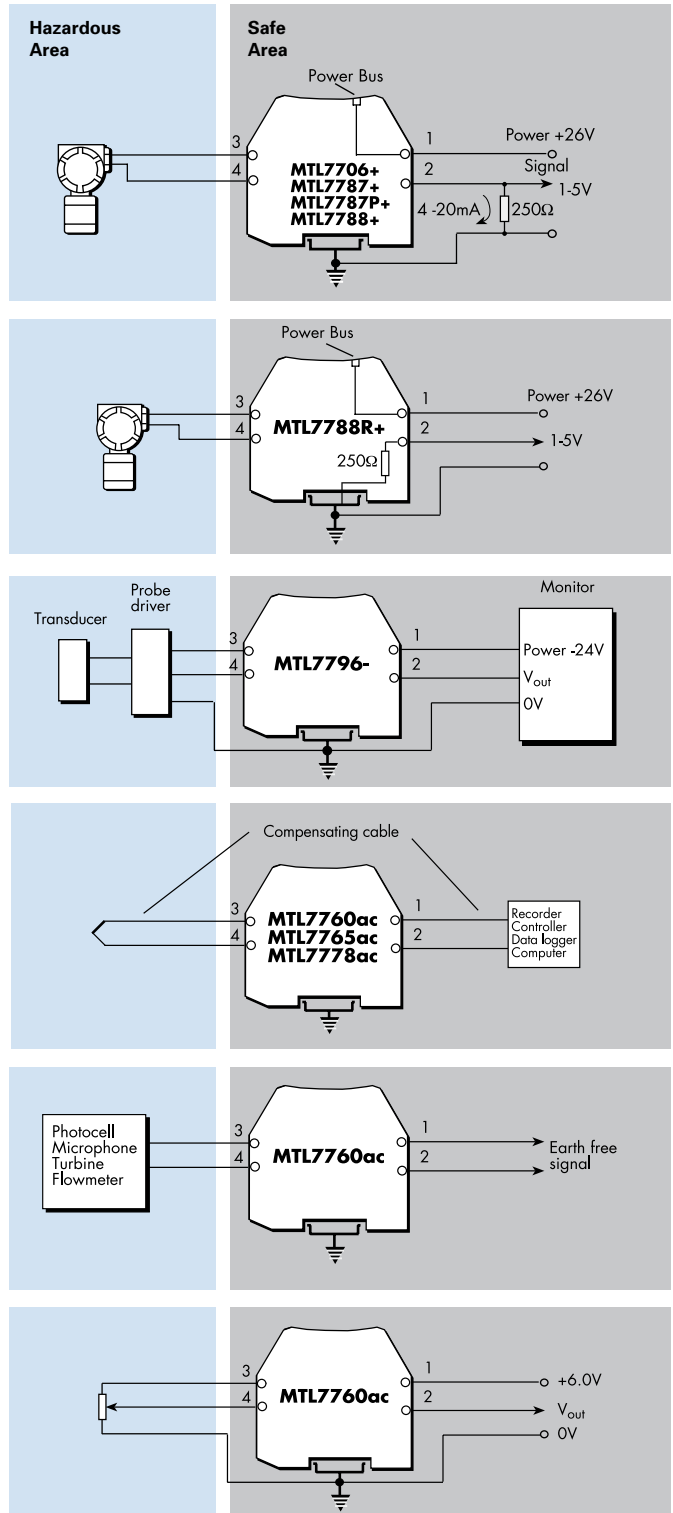 Hazardous
Area
Safe
Area
Power Bus
3
4
MTL7706+
MTL7787+
MTL7787P+
MTL7788+
1
2
Power +26V
Signal
1-5V
4 -20mA
250Ω
Power Bus
3
4
MTL7788R+
250Ω
1
2
Power +26V
1-5V
Transducer
Probe
driver
3
4
MTL7796-
1
2
Monitor
Power -24V
Vout
0V
Compensating cable
3
4
MTL7760ac
MTL7765ac
MTL7778ac
1
2
Recorder
Controller
Data logger
Computer
Photocell
Microphone
Turbine
Flowmeter
3
4
MTL7760ac
1
2
Earth free
signal
3
4
MTL7760ac
1
2
+6.0V
Vout
0V